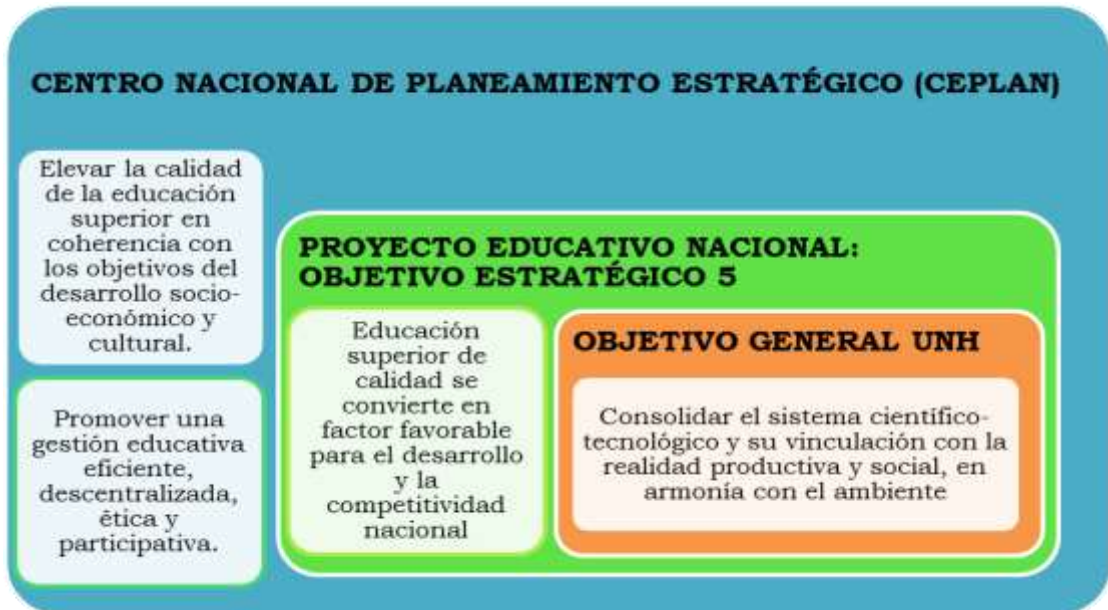 CENTRO NACIONAL DE PLANEAMIENTO ESTRATÉGICO (CEPLAN)
Elevar la calidad
de la educación
superior en
coherencia con
los objetivos del
desarrollo socio-
económico y
cultural.
Promover una
gestión educativa
eficiente,
descentralizada,
ética y
participativa.
PROYECTO EDUCATIVO NACIONAL:
OBJETIVO ESTRATÉGICO 5
Educación
superior de
calidad se
convierte en
factor favorable
para el desarrollo
y la
competitividad
nacional
OBJETIVO GENERAL UNH
Consolidar el sistema científico-
tecnológico y su vinculación con la
realidad productiva y social, en
armonía con el ambiente